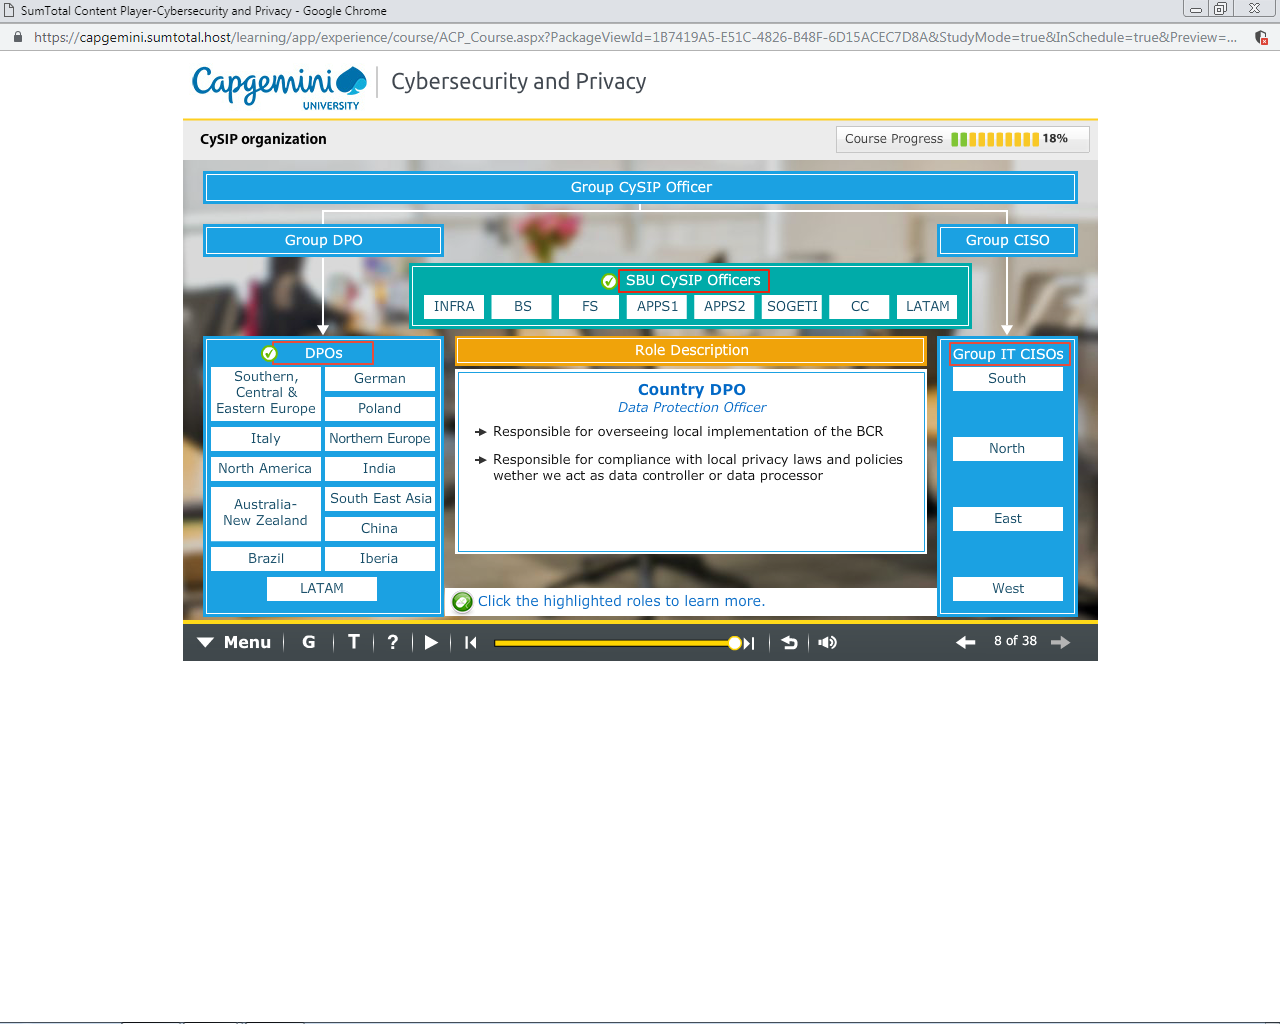 SumTotal Content Player-Cybersecurity and Privacy - Google Chrome
https://capgemini.sumtotal.host/learning/app/experience/course/ACP_Course.aspx?PackageViewId=1B7419A5-E51C-4826-B48F-6D15ACEC7D8A&StudyMode=true&InSchedule=true&Preview=...
Capgemini
UNIVERSITY
Cybersecurity and Privacy
CySIP organization
Course Progress 18%
Group CySIP Officer
Group DPO
Group CISO
SBU CySIP Officers
INFRA BS FS APPS1 APPS2 SOGETI CC LATAM
DPOs
Southern,
Central &
Eastern Europe
German
Poland
Italy
Northern Europe
North America
India
Australia-
New Zealand
South East Asia
China
Brazil
Iberia
LATAM
Role Description
Country DPO
Data Protection Officer
Responsible for overseeing local implementation of the BCR
Responsible for compliance with local privacy laws and policies
wether we act as data controller or data processor
Click the highlighted roles to learn more.
Group IT CISOs
South
North
East
West
Menu G T ? 8 of 38